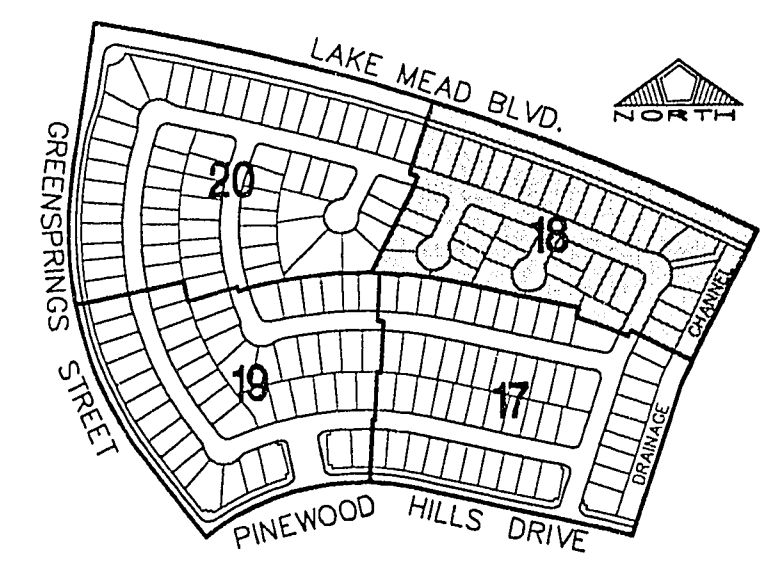 LAKE MEAD BLVD.
NORTH
GREENSPRINGS STREET
20
18
CHANNEL
19
17
DRAINAGE
PINEWOOD HILLS DRIVE